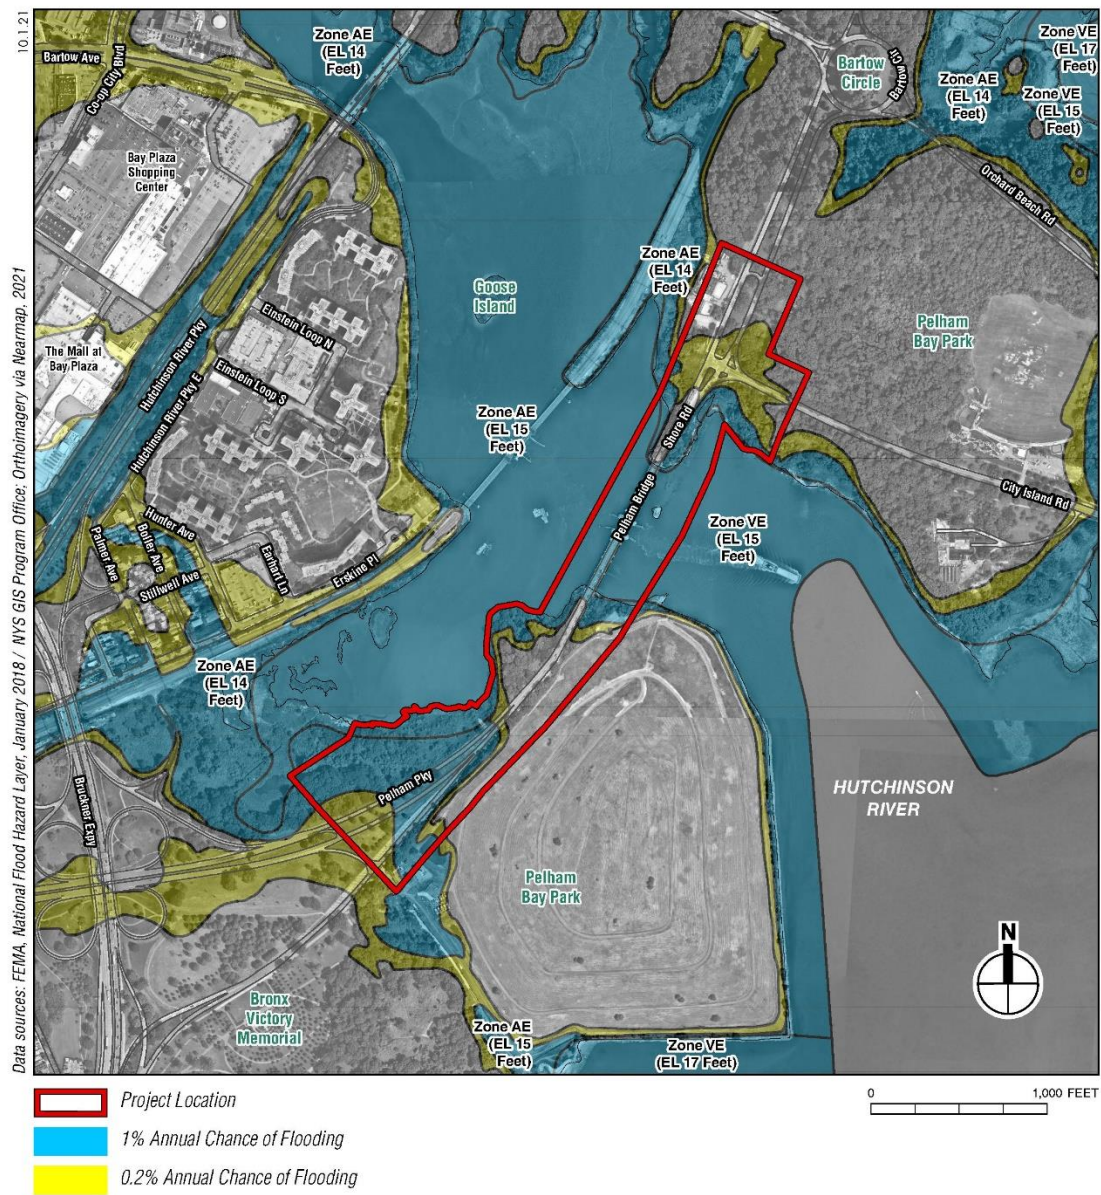 10.1.21
Data sources: FEMA, National Flood Hazard Layer, January 2018 / NYS GIS Program Office; Orthoimagery via Nearmap, 2021
Bartow Ave
Co-op City Blvd
Zone AE
(EL 14
Feet)
Bartow
Circle
Bartow Cir
Zone VE
(EL 17
Feet)
Zone AE
(EL 14
Feet)
Zone VE
(EL 15
Feet)
Bay Plaza
Shopping
Center
Orchard Beach Rd
Zone AE
(EL 14
Feet)
Goose
Island
Einstein Loop N
Pelham
Bay Park
The Mall at
Bay Plaza
Hutchinson River Pky
Einstein Loop S
Hutchinson River Pky E
Zone AE
(EL 15
Feet)
Shore Rd
Pelham Bridge
City Island Rd
Hunter Ave
Palmer Ave
Boller Ave
Stillwell Ave
Earhart Ln
Erskine Pl
Zone VE
(EL 15
Feet)
Zone AE
(EL 14
Feet)
Pelham Pky
Bruckner Expy
HUTCHINSON
RIVER
Pelham
Bay Park
N
Bronx
Victory
Memorial
Zone AE
(EL 15
Feet)
Zone VE
(EL 17 Feet)
Project Location
1% Annual Chance of Flooding
0.2% Annual Chance of Flooding
0
1,000 FEET